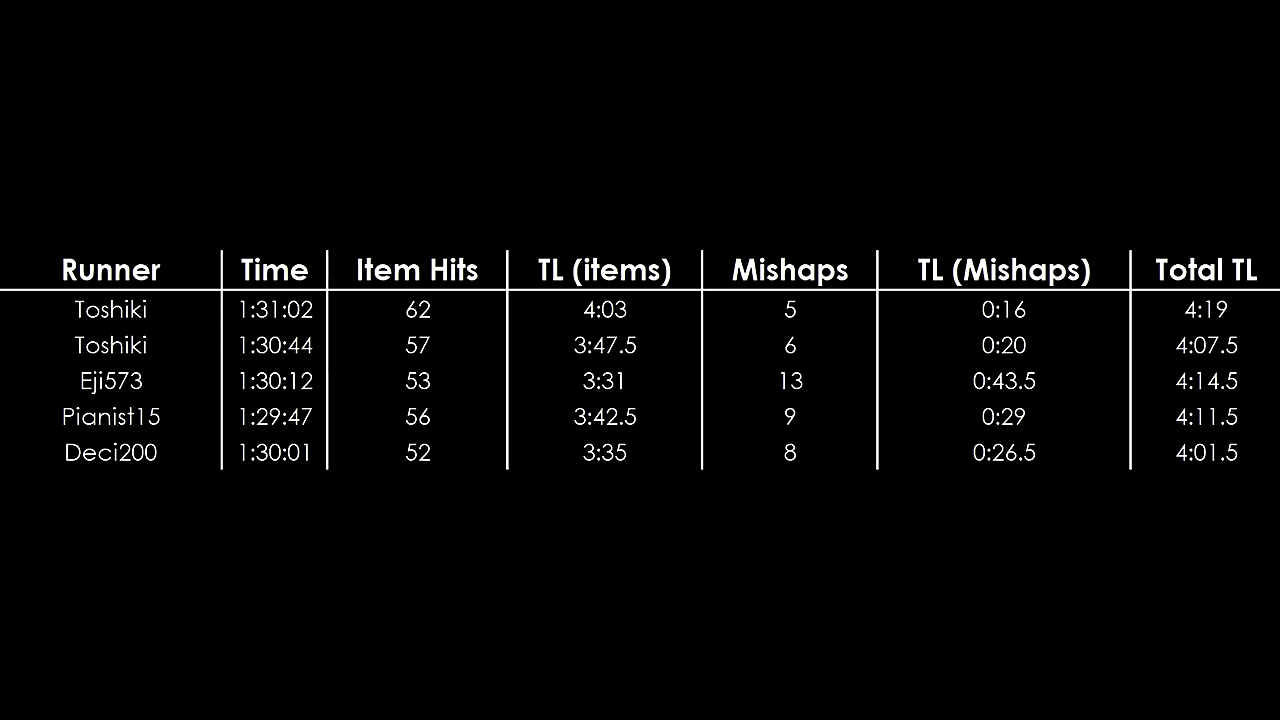 Runner Time Item Hits TL (items) Mishaps TL (Mishaps) Total TL
Toshiki 1:31:02 62 4:03 5 0:16 4:19
Toshiki 1:30:44 57 3:47.5 6 0:20 4:07.5
Eji573 1:30:12 53 3:31 13 0:43.5 4:14.5
Pianist15 1:29:47 56 3:42.5 9 0:29 4:11.5
Deci200 1:30:01 52 3:35 8 0:26.5 4:01.5